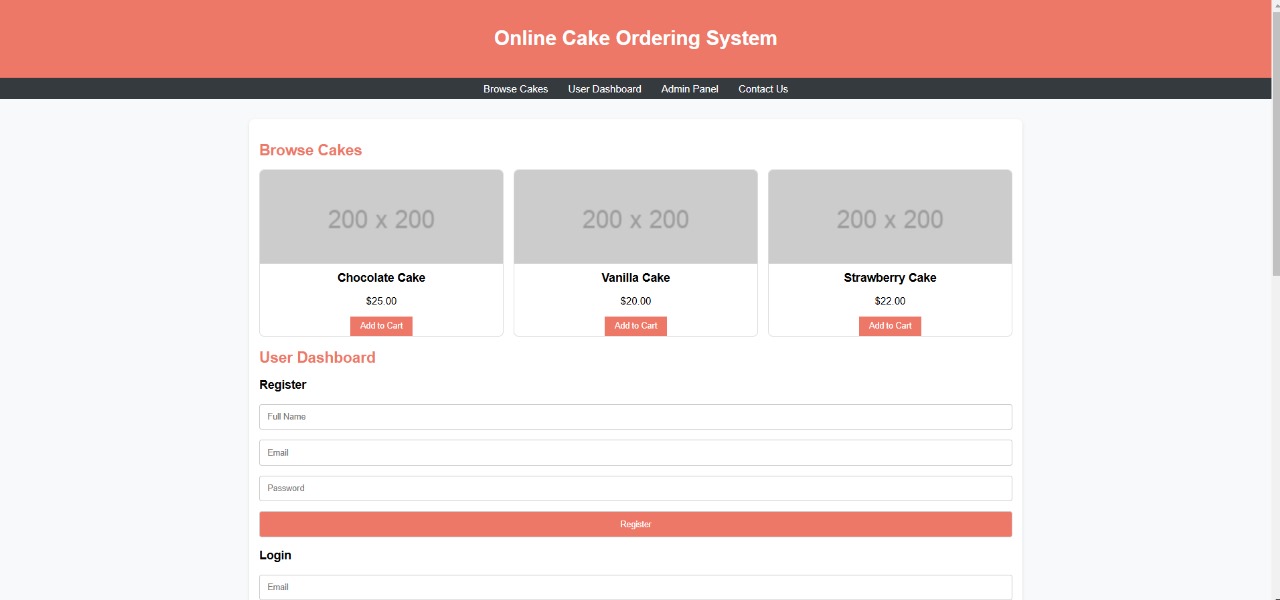 Online Cake Ordering System
Browse Cakes User Dashboard Admin Panel Contact Us
Browse Cakes
200 x 200 200 x 200 200 x 200
Chocolate Cake Vanilla Cake Strawberry Cake
$25.00 $20.00 $22.00
Add to Cart Add to Cart Add to Cart
User Dashboard
Register
Full Name
Email
Password
Register
Login
Email